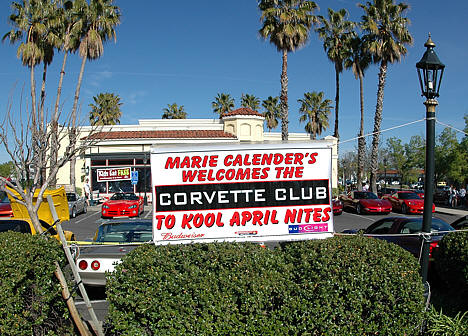 Kids Eat FREE
MARIE CALENDER'S
WELCOMES THE
CORVETTE CLUB
TO KOOL APRIL NITES
Budweiser
BUD LIGHT